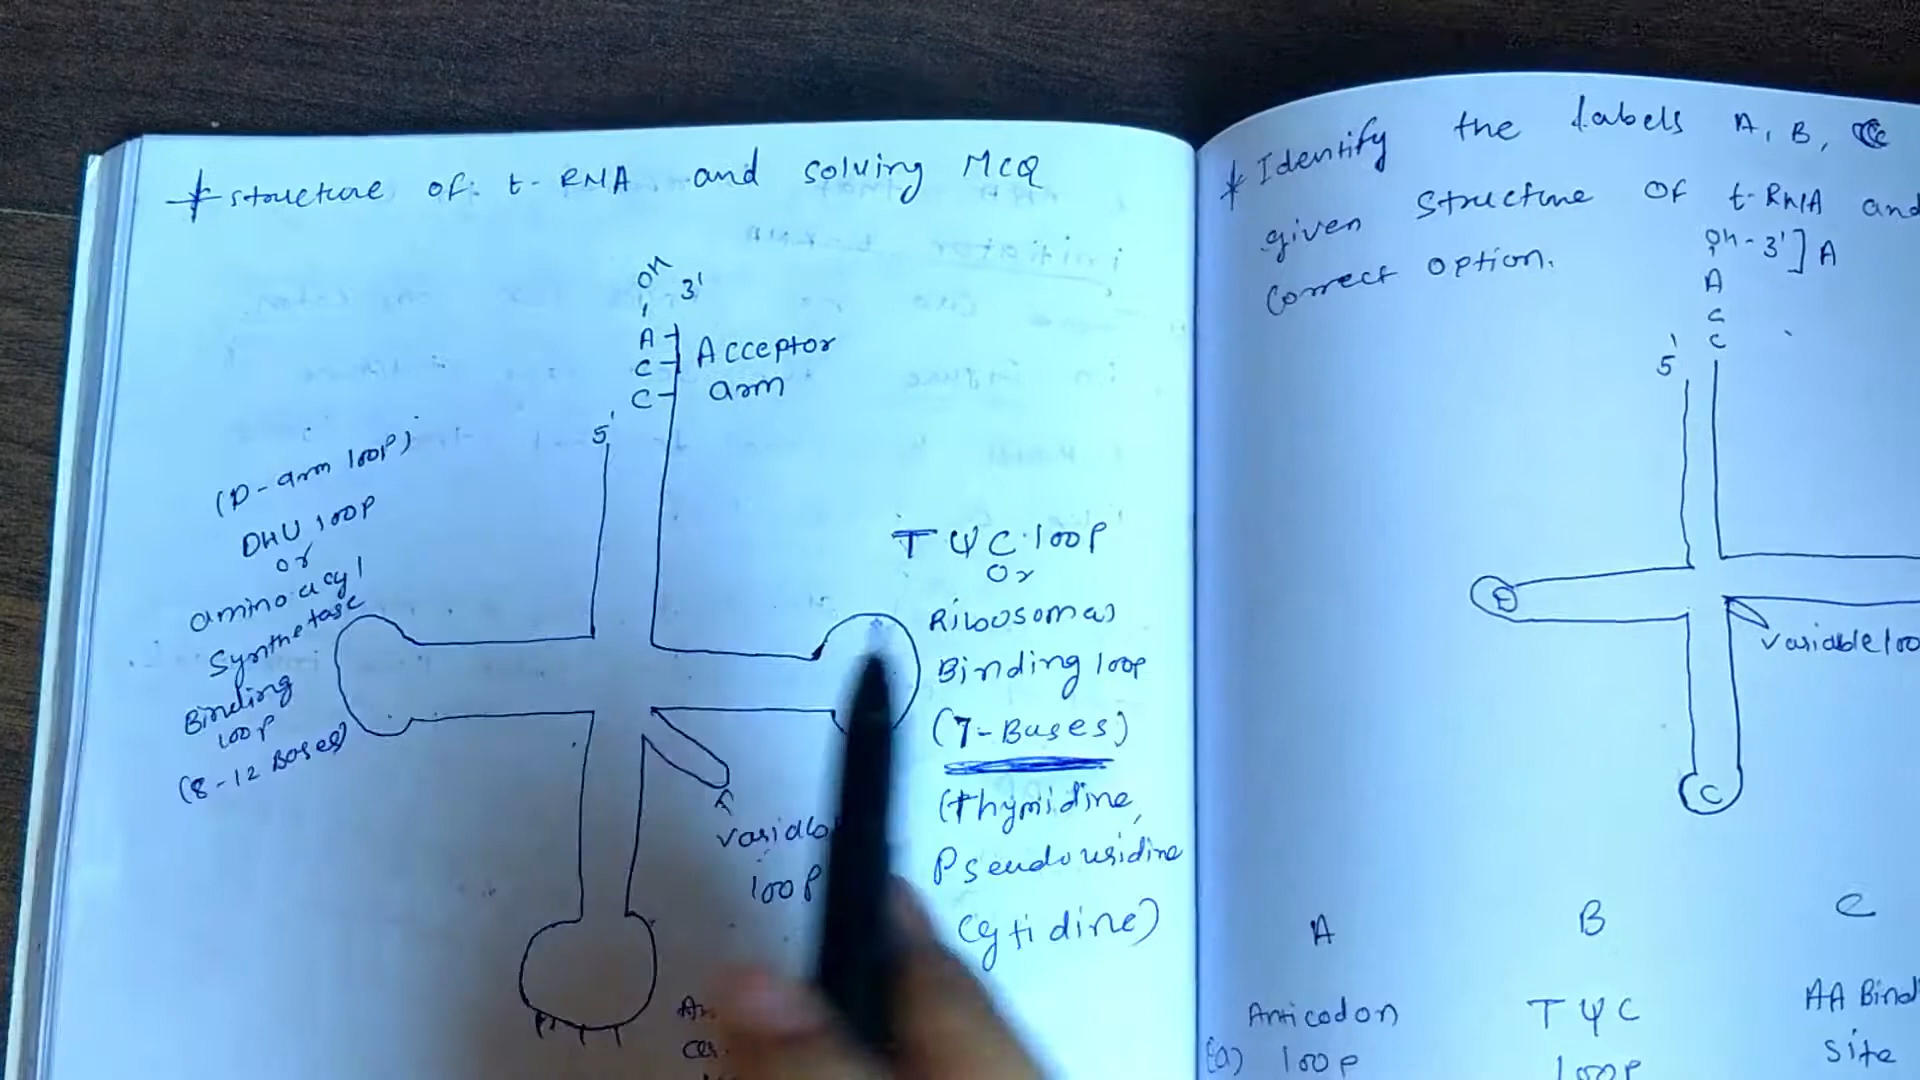 * structure of t-RNA and solving MCQ
OH
3'
A
C
C
Acceptor
arm
5'
(D-arm loop)
DHU loop
or
aminoacyl
Synthetase
Binding
loop
(8-12 Bases)
TΨC loop
Or
Binding loop
(7-Bases)
(Thymidine,
Pseudouridine,
Cytidine)
loop
* Identify the labels A, B, C
given structure of t-RNA and
correct option.
OH-3'] A
A
C
C
5'
variable loo
C
A B C
Anticodon TΨC AA Bind
(a) loop loop site